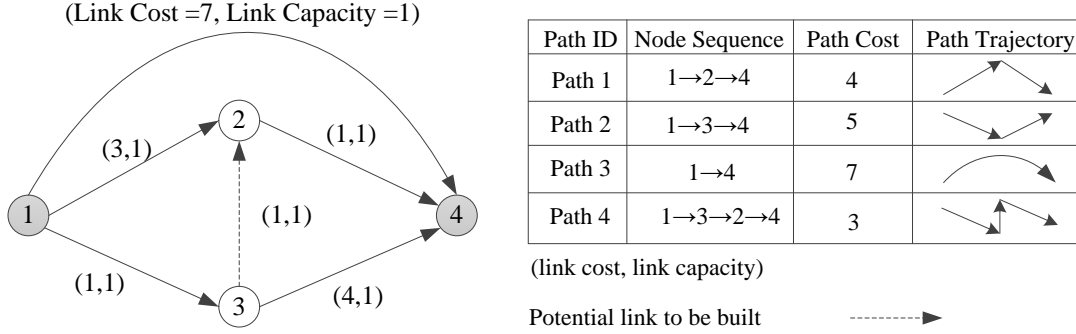 (Link Cost =7, Link Capacity =1)
2
(3,1)
(1,1)
1
(1,1)
4
(1,1)
(4,1)
3
Path ID Node Sequence Path Cost Path Trajectory
Path 1 1→2→4 4
Path 2 1→3→4 5
Path 3 1→4 7
Path 4 1→3→2→4 3
(link cost, link capacity)
Potential link to be built